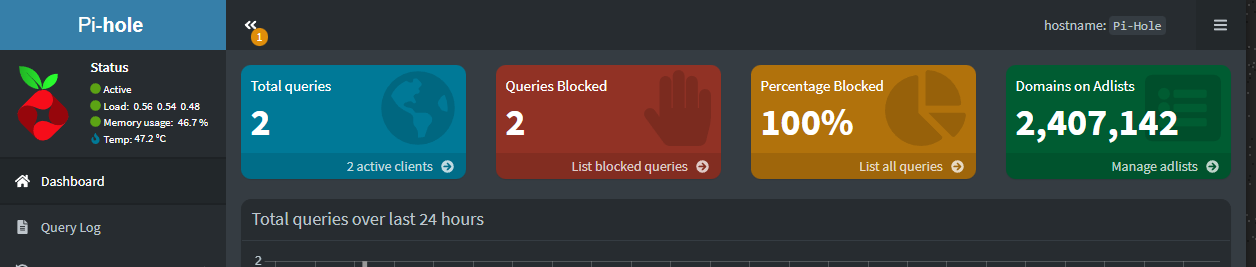 Pi-hole
1
hostname: Pi-Hole
Status
Active
Load: 0.56 0.54 0.48
Memory usage: 46.7 %
Temp: 47.2 °C
Dashboard
Query Log
Total queries
2
2 active clients
Queries Blocked
2
List blocked queries
Percentage Blocked
100%
List all queries
Domains on Adlists
2,407,142
Manage adlists
Total queries over last 24 hours
2